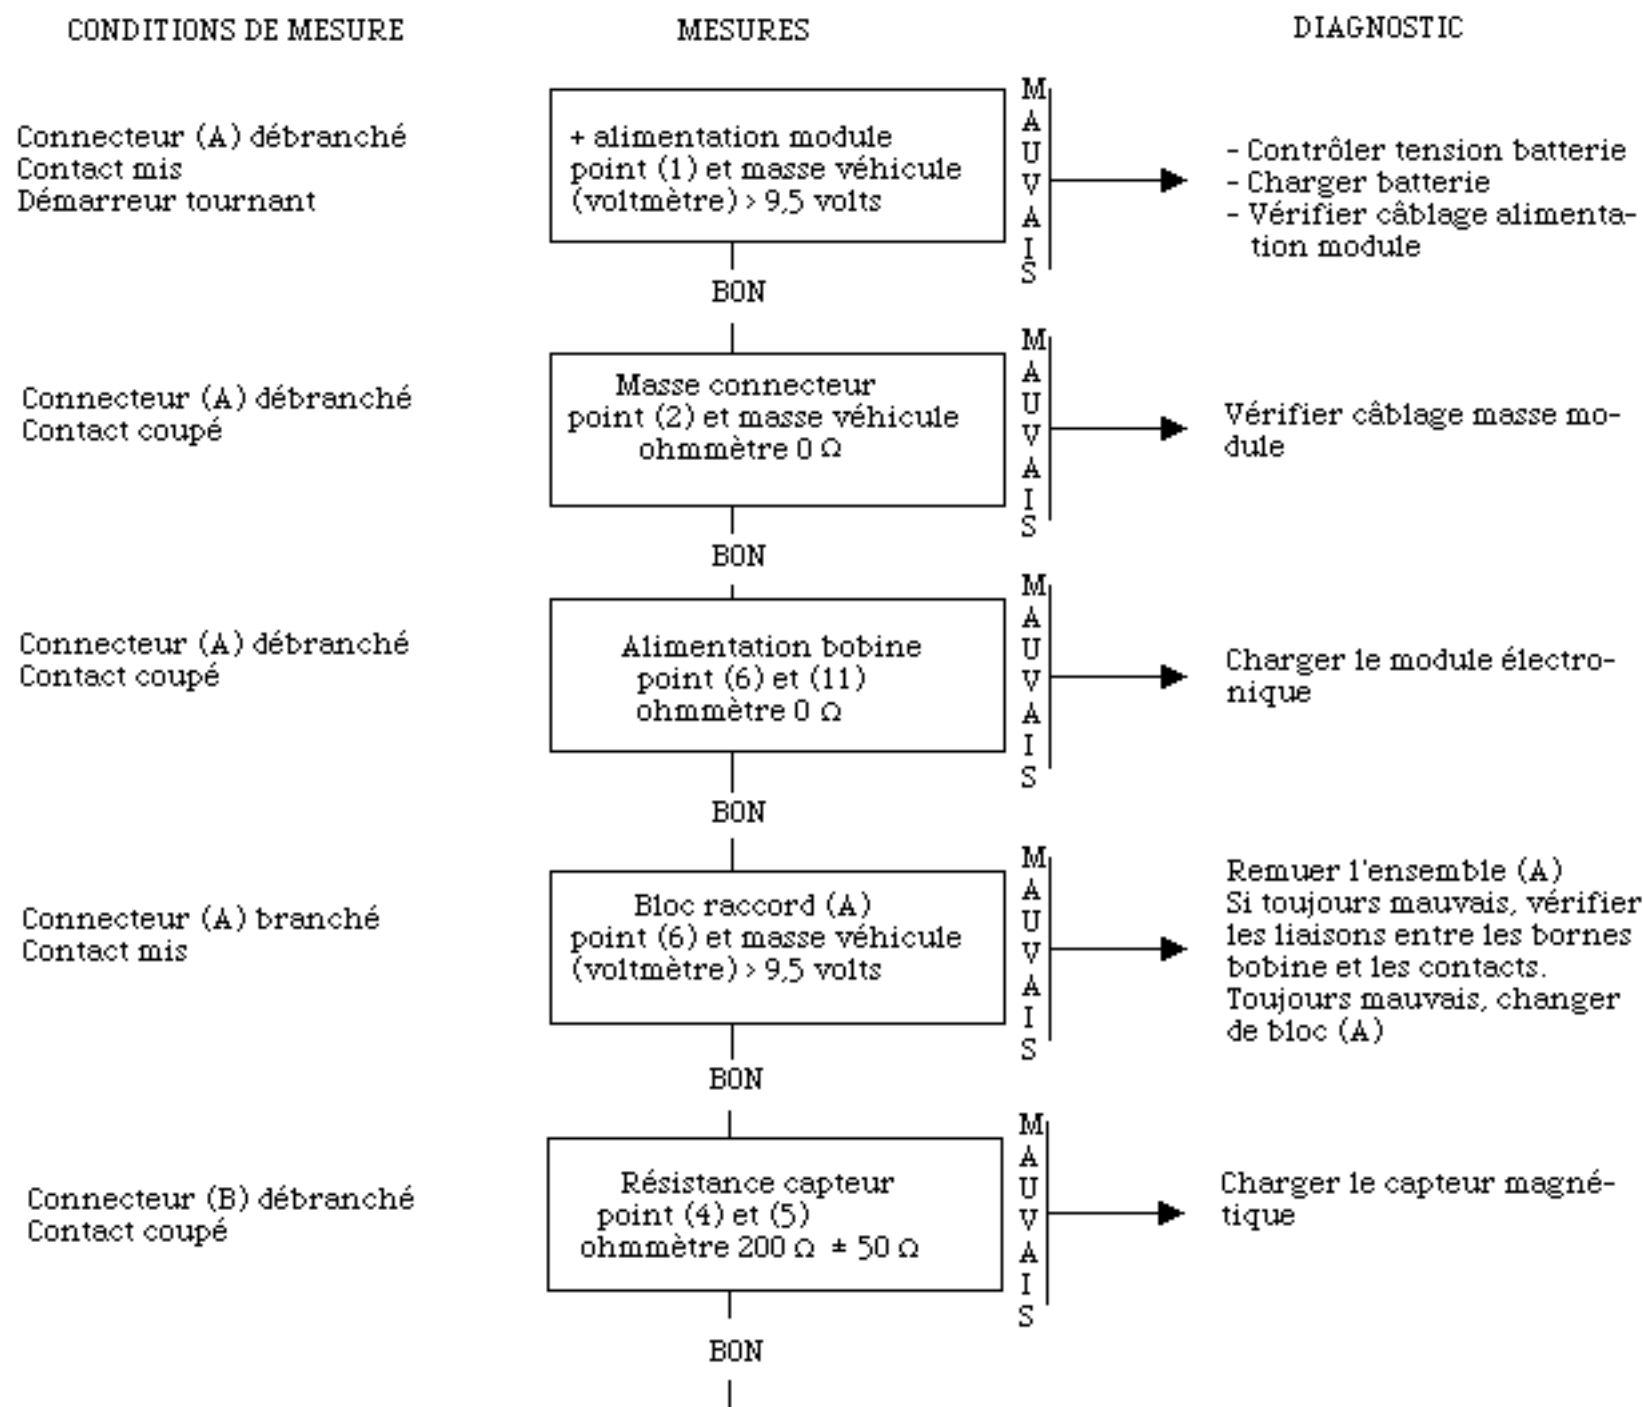 CONDITIONS DE MESURE
MESURES
DIAGNOSTIC
Connecteur (A) débranché
Contact mis
Démarreur tournant
+ alimentation module
point (1) et masse véhicule
(voltmètre) > 9,5 volts
MAUVAIS
- Contrôler tension batterie
- Charger batterie
- Vérifier câblage alimenta-
tion module
BON
Connecteur (A) débranché
Contact coupé
Masse connecteur
point (2) et masse véhicule
ohmmètre 0 Ω
MAUVAIS
Vérifier câblage masse mo-
dule
BON
Connecteur (A) débranché
Contact coupé
Alimentation bobine
point (6) et (11)
ohmmètre 0 Ω
MAUVAIS
Charger le module électro-
nique
BON
Connecteur (A) branché
Contact mis
Bloc raccord (A)
point (6) et masse véhicule
(voltmètre) > 9,5 volts
MAUVAIS
Remuer l'ensemble (A)
Si toujours mauvais, vérifier
les liaisons entre les bornes
bobine et les contacts.
Toujours mauvais, changer
de bloc (A)
BON
Connecteur (B) débranché
Contact coupé
Résistance capteur
point (4) et (5)
ohmmètre 200 Ω ± 50 Ω
MAUVAIS
Charger le capteur magné-
tique
BON